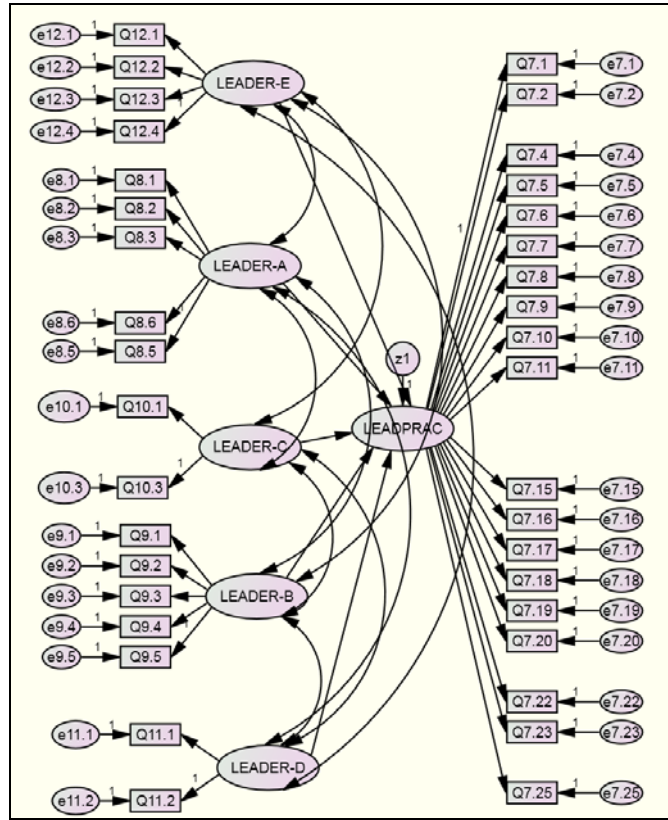 e12.1 1 Q12.1
e12.2 1 Q12.2
e12.3 1 Q12.3
e12.4 1 Q12.4
1
LEADER-E
e8.1 1 Q8.1
e8.2 1 Q8.2
e8.3 1 Q8.3
e8.6 1 Q8.6
e8.5 1 Q8.5
1
LEADER-A
e10.1 1 Q10.1
e10.3 1 Q10.3
1
LEADER-C
e9.1 1 Q9.1
e9.2 1 Q9.2
e9.3 1 Q9.3
e9.4 1 Q9.4
e9.5 1 Q9.5
1
LEADER-B
e11.1 1 Q11.1
e11.2 1 Q11.2
1
LEADER-D
z1
1
LEADPRAC
1
Q7.1 1 e7.1
Q7.2 1 e7.2
Q7.4 1 e7.4
Q7.5 1 e7.5
Q7.6 1 e7.6
Q7.7 1 e7.7
Q7.8 1 e7.8
Q7.9 1 e7.9
Q7.10 1 e7.10
Q7.11 1 e7.11
Q7.15 1 e7.15
Q7.16 1 e7.16
Q7.17 1 e7.17
Q7.18 1 e7.18
Q7.19 1 e7.19
Q7.20 1 e7.20
Q7.22 1 e7.22
Q7.23 1 e7.23
Q7.25 1 e7.25